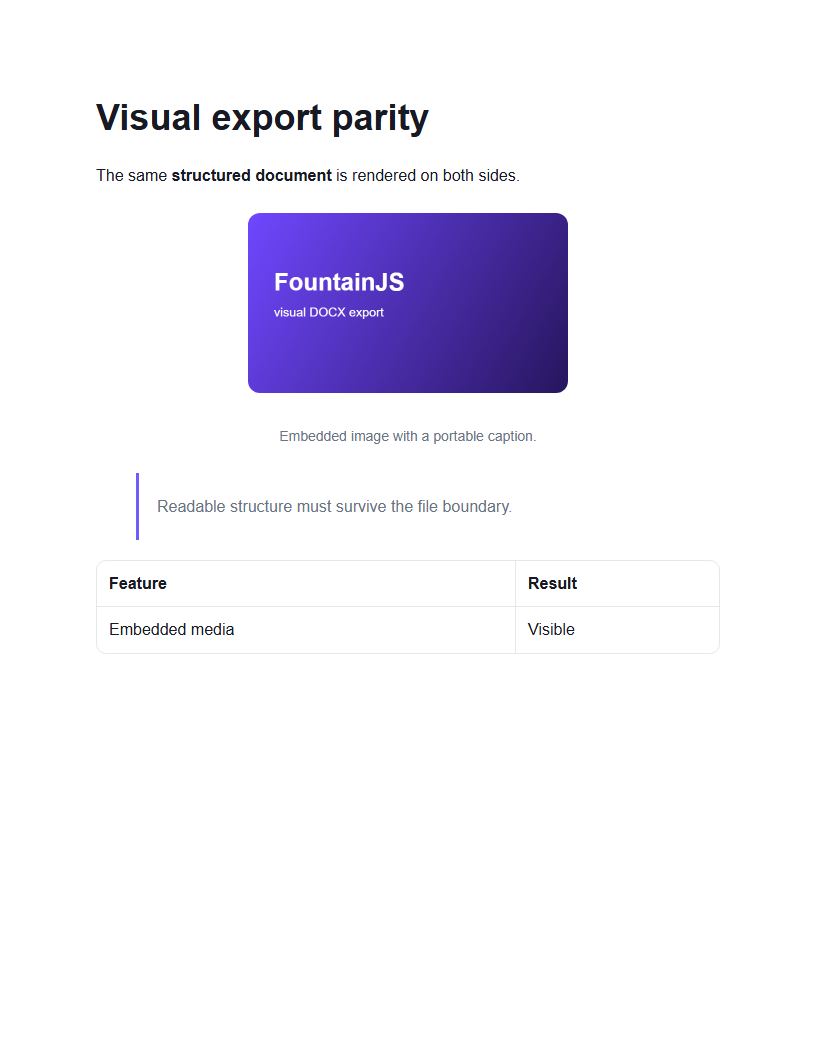 Visual export parity
The same structured document is rendered on both sides.
FountainJS
visual DOCX export
Embedded image with a portable caption.
Readable structure must survive the file boundary.
Feature Result
Embedded media Visible